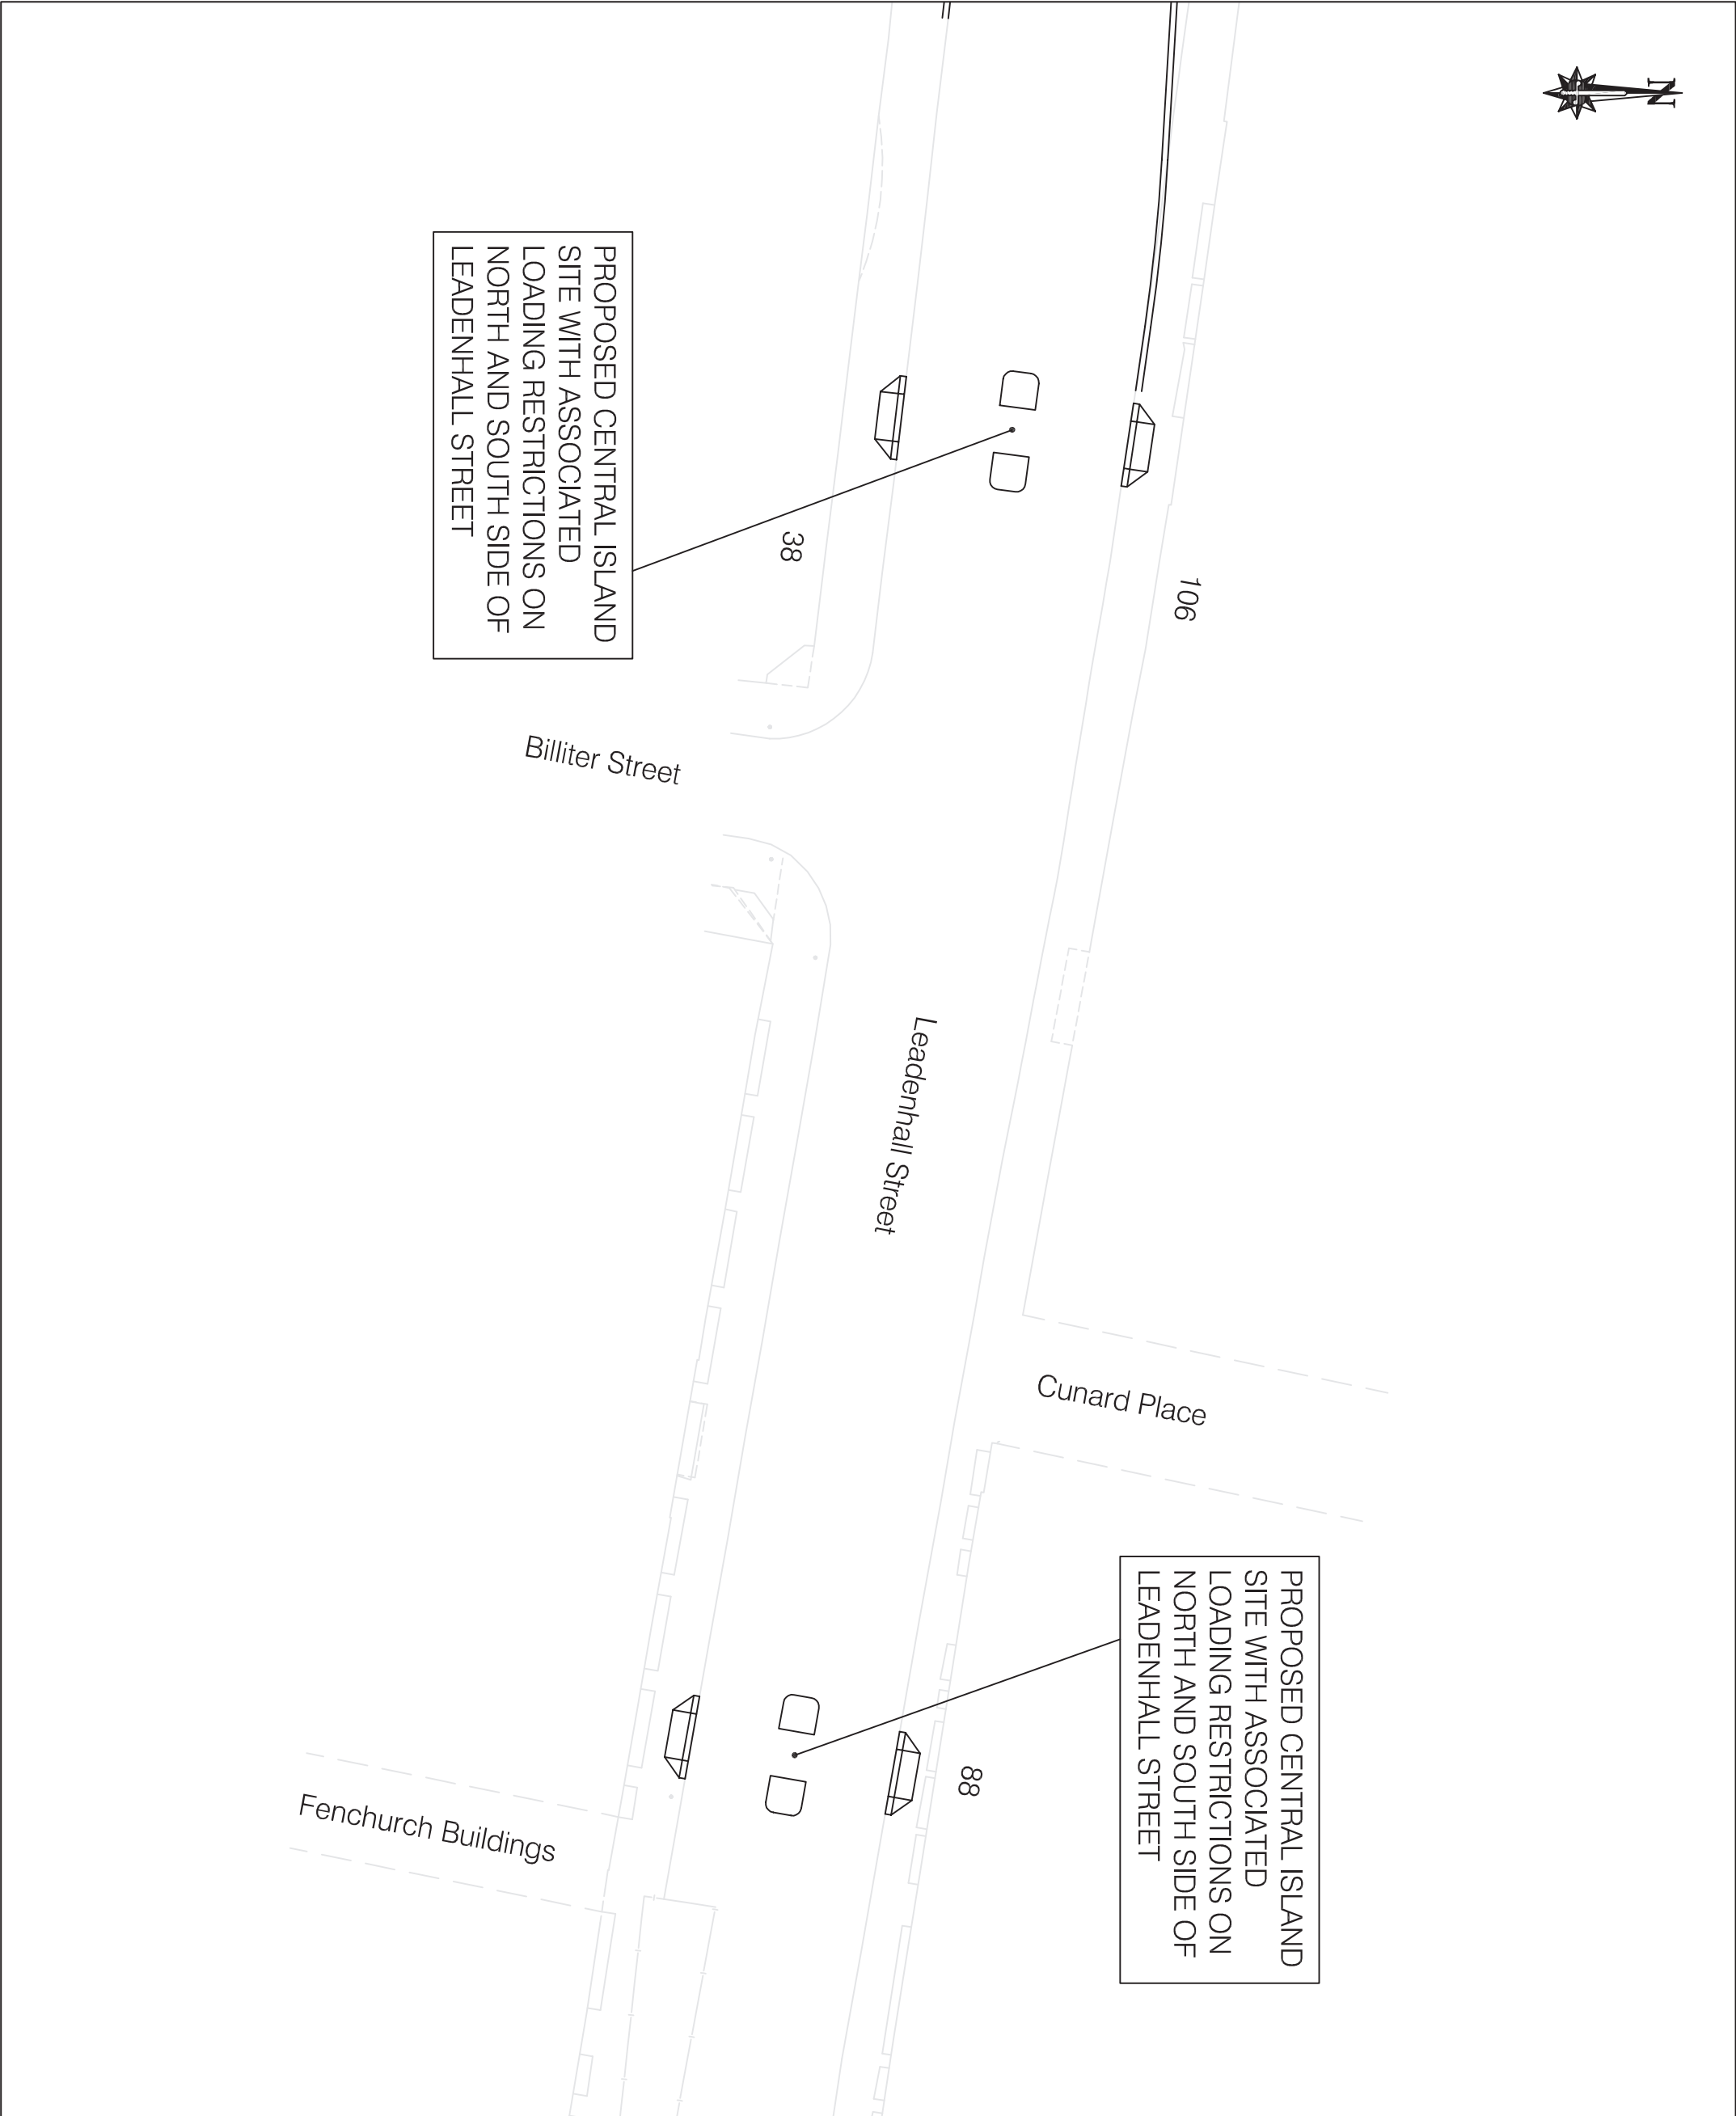 N
PROPOSED CENTRAL ISLAND
SITE WITH ASSOCIATED
LOADING RESTRICTIONS ON
NORTH AND SOUTH SIDE OF
LEADENHALL STREET
38
106
Billiter Street
Leadenhall Street
Cunard Place
PROPOSED CENTRAL ISLAND
SITE WITH ASSOCIATED
LOADING RESTRICTIONS ON
NORTH AND SOUTH SIDE OF
LEADENHALL STREET
88
Fenchurch Buildings